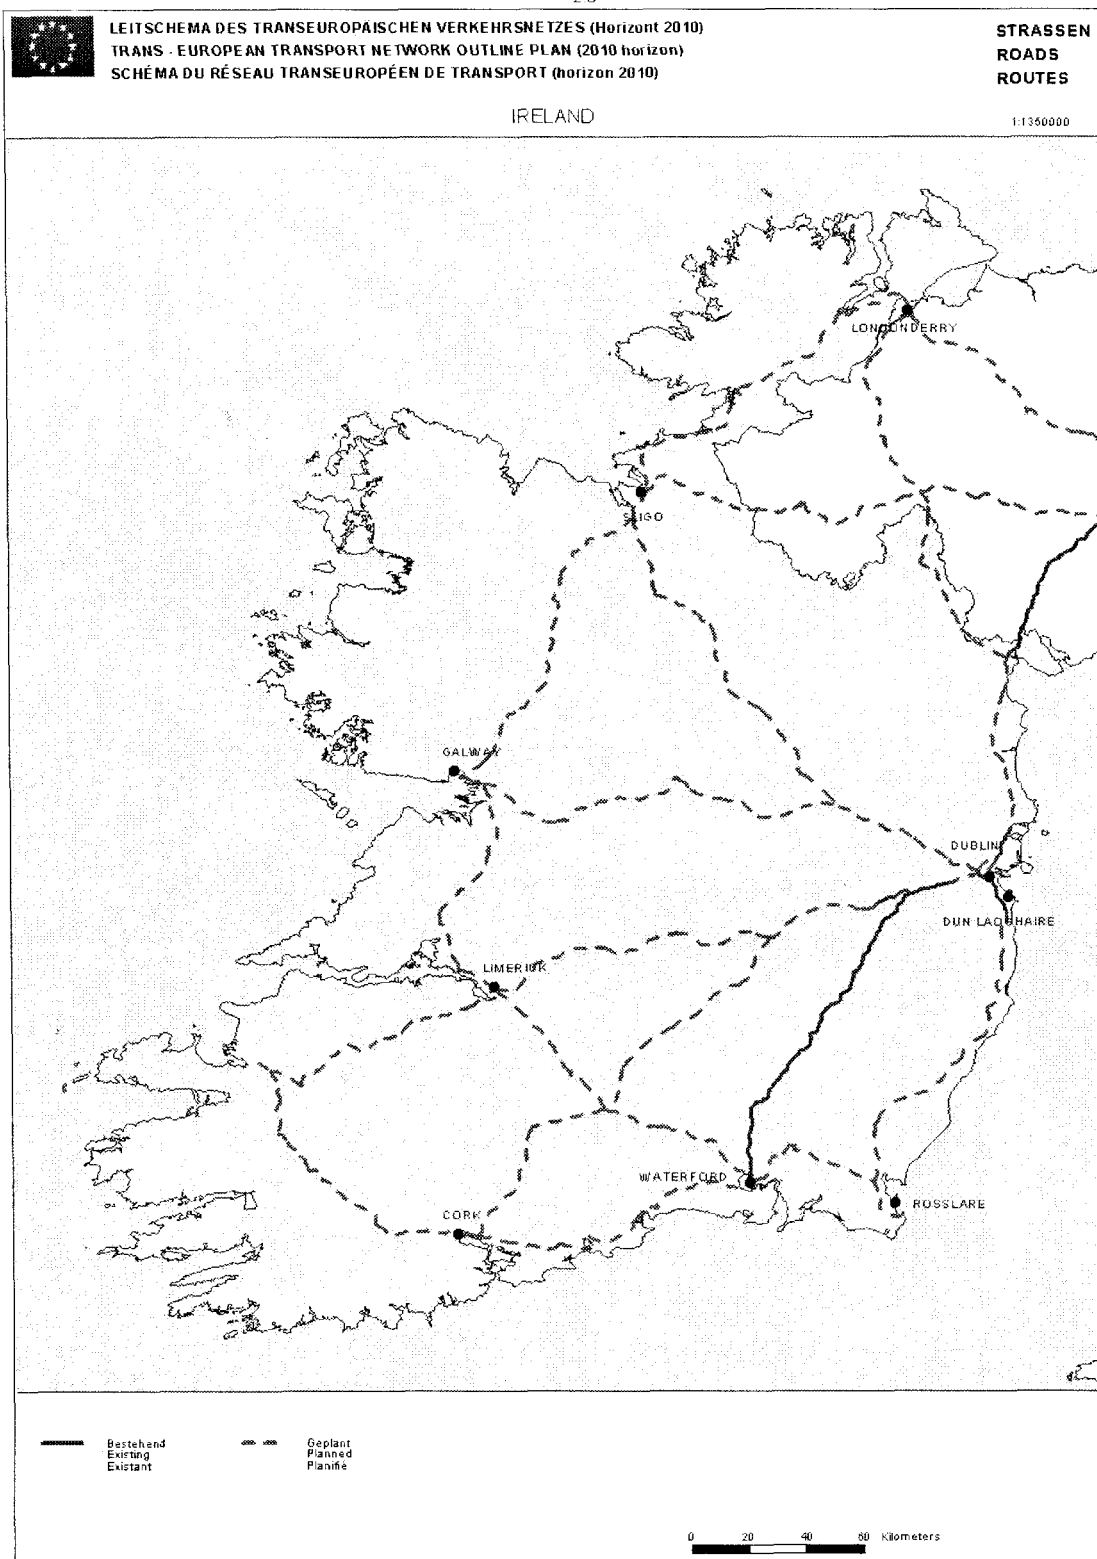 LEITSCHEMA DES TRANSEUROPÄISCHEN VERKEHRSNETZES (Horizont 2010)
TRANS - EUROPEAN TRANSPORT NETWORK OUTLINE PLAN (2010 horizon)
SCHÉMA DU RÉSEAU TRANSEUROPÉEN DE TRANSPORT (horizon 2010)
STRASSEN
ROADS
ROUTES
IRELAND
1:1350000
LONDONDERRY
SLIGO
GALWAY
DUBLIN
DUN LAOGHAIRE
LIMERIUK
WATERFORD
ROSSLARE
CORK
Bestehend
Existing
Existant
Geplant
Planned
Planifié
0 20 40 60 Kilometers